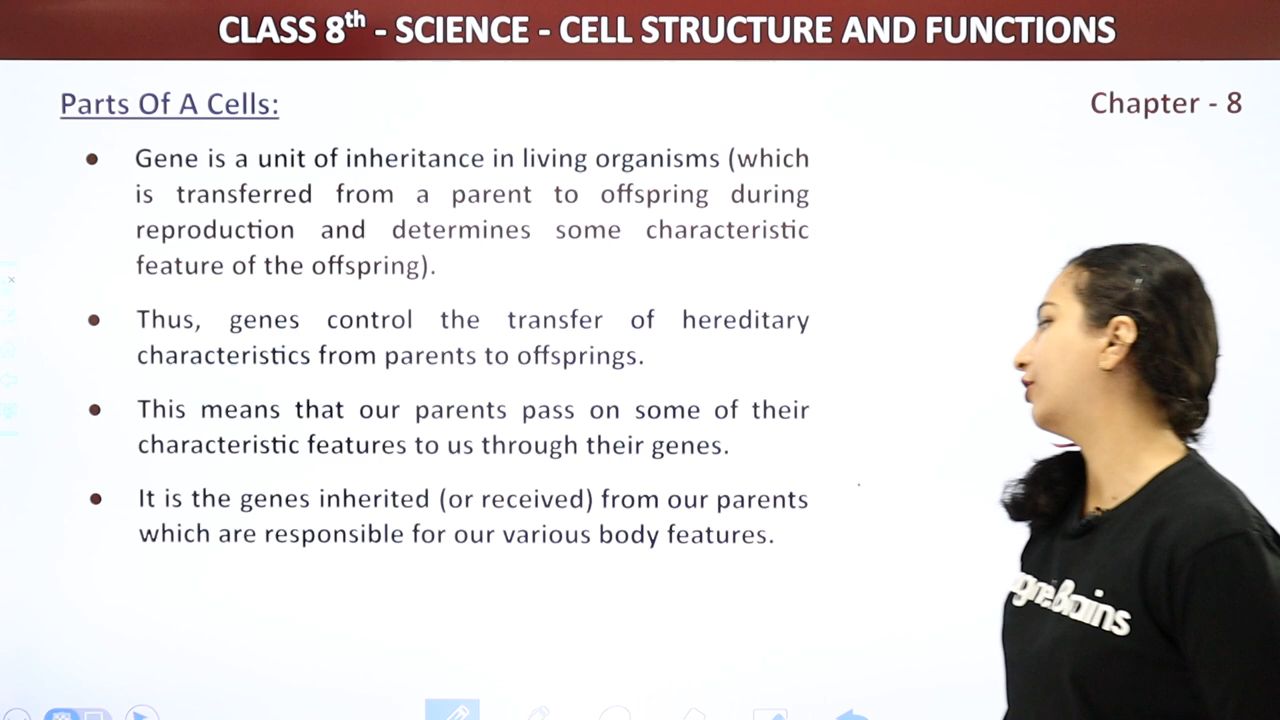 CLASS 8th - SCIENCE - CELL STRUCTURE AND FUNCTIONS
Parts Of A Cells:
Chapter - 8
• Gene is a unit of inheritance in living organisms (which
is transferred from a parent to offspring during
reproduction and determines some characteristic
feature of the offspring).
• Thus, genes control the transfer of hereditary
characteristics from parents to offsprings.
• This means that our parents pass on some of their
characteristic features to us through their genes.
• It is the genes inherited (or received) from our parents
which are responsible for our various body features.
Brains